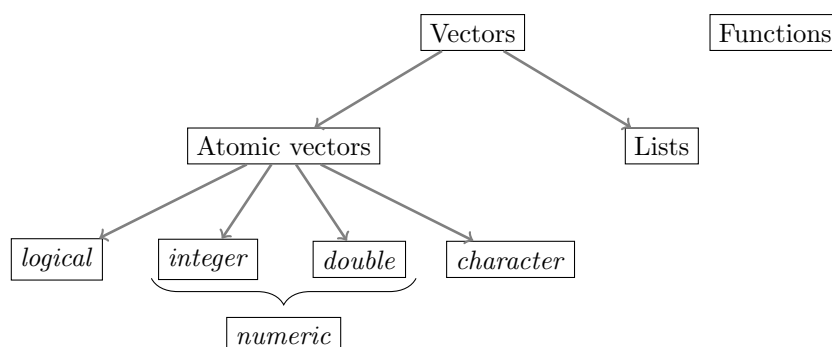 Vectors
Functions
Atomic vectors
Lists
logical
integer
double
character
numeric